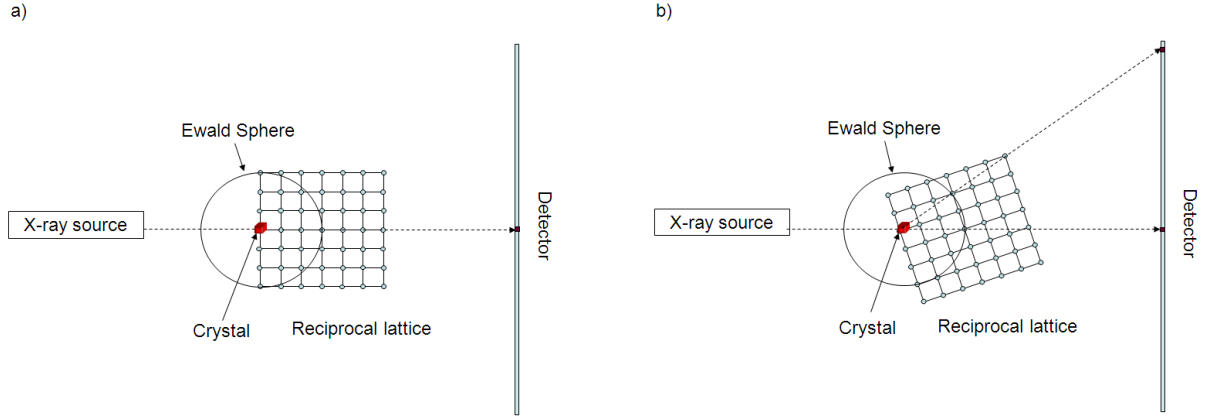 a)
Ewald Sphere
X-ray source
Detector
Crystal
Reciprocal lattice
b)
Ewald Sphere
X-ray source
Detector
Crystal
Reciprocal lattice